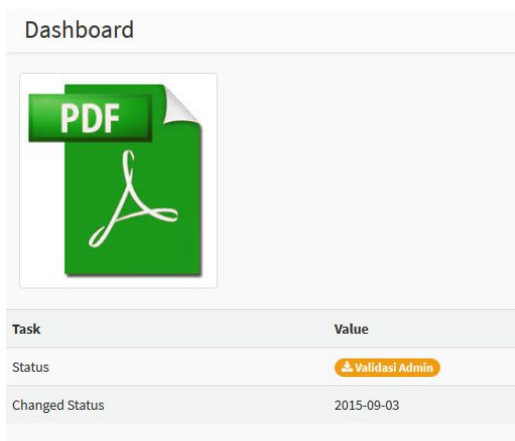 Dashboard
PDF
Task Value
Status Validasi Admin
Changed Status 2015-09-03